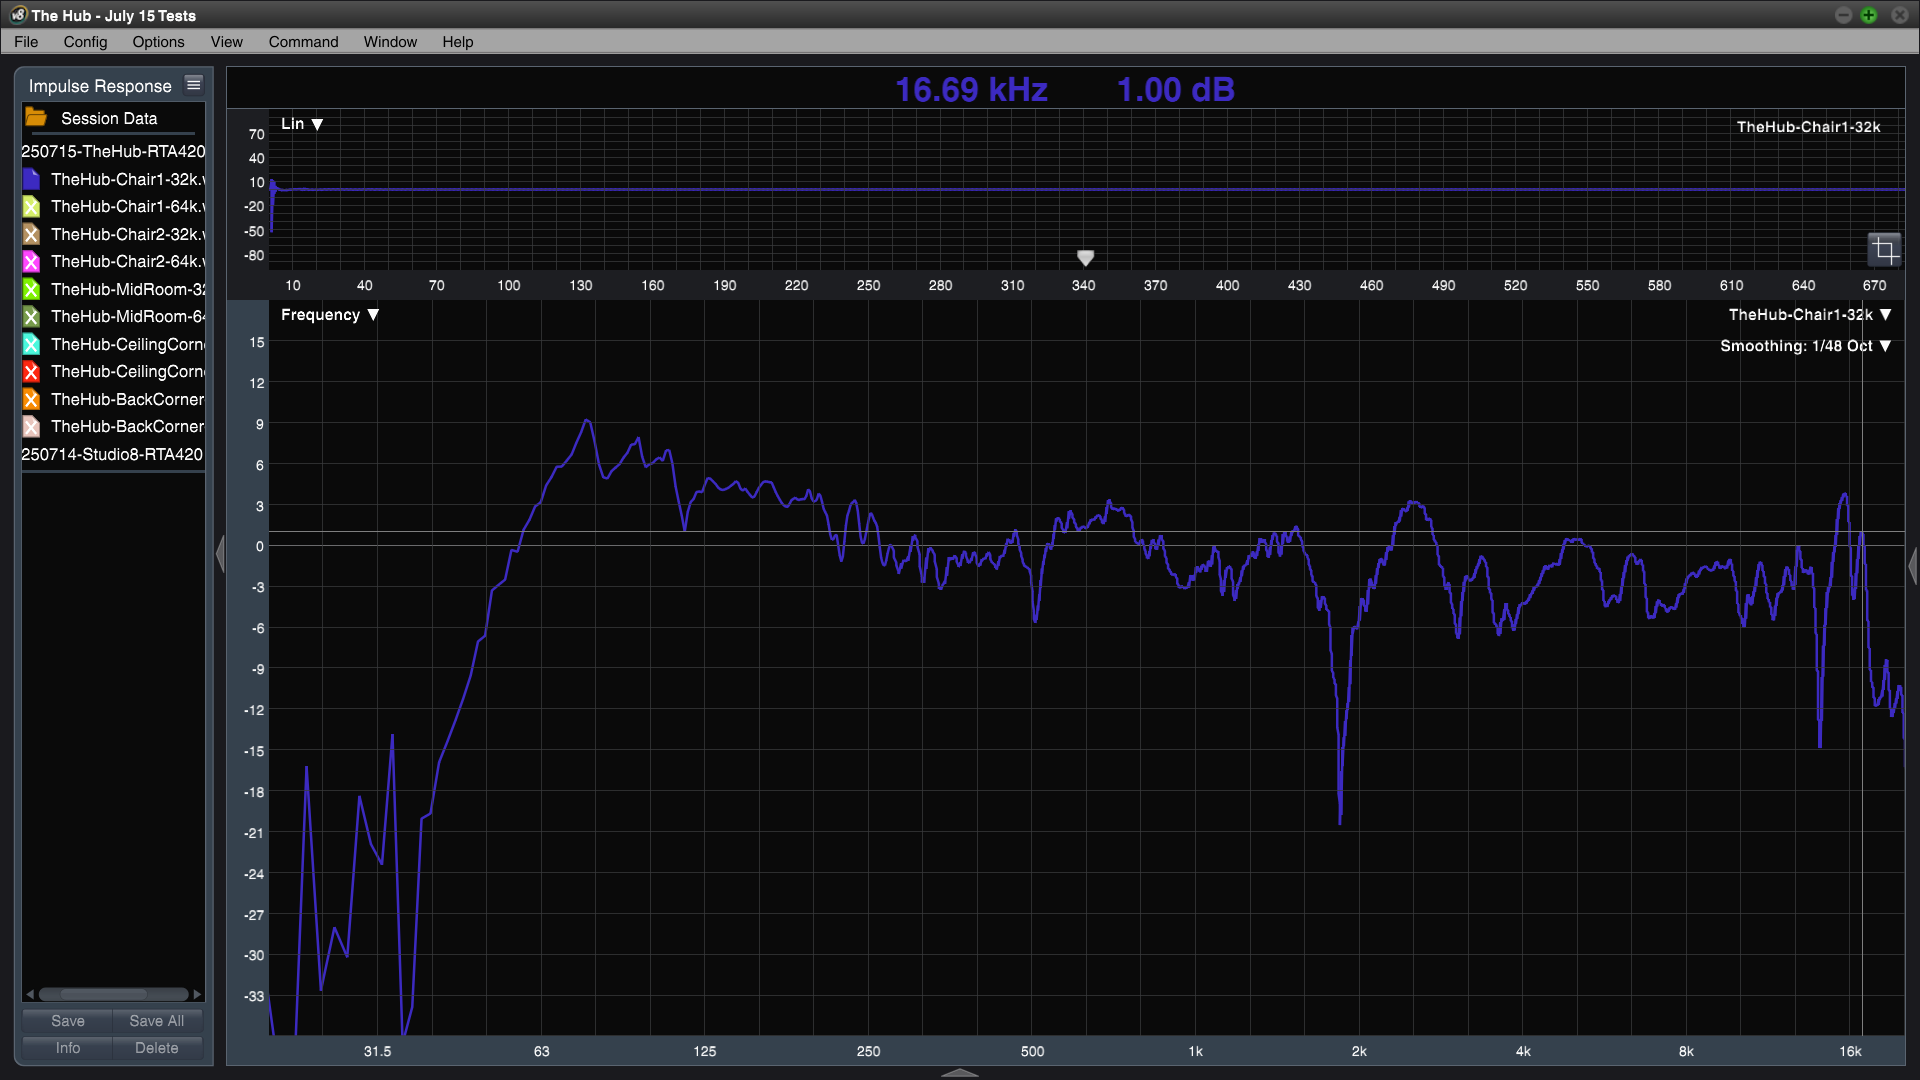 The Hub - July 15 Tests
File Config Options View Command Window Help
Impulse Response
Session Data
250715-TheHub-RTA420
TheHub-Chair1-32k.
TheHub-Chair1-64k.
TheHub-Chair2-32k.
TheHub-Chair2-64k.
TheHub-MidRoom-32
TheHub-MidRoom-64
TheHub-CeilingCorn
TheHub-CeilingCorn
TheHub-BackCorner
TheHub-BackCorner
250714-Studio8-RTA420
Save Save All
Info Delete
16.69 kHz 1.00 dB
Lin ▼
TheHub-Chair1-32k
70
40
10
-20
-50
-80
10 40 70 100 130 160 190 220 250 280 310 340 370 400 430 460 490 520 550 580 610 640 670
Frequency ▼
TheHub-Chair1-32k ▼
Smoothing: 1/48 Oct ▼
15
12
9
6
3
0
-3
-6
-9
-12
-15
-18
-21
-24
-27
-30
-33
31.5 63 125 250 500 1k 2k 4k 8k 16k